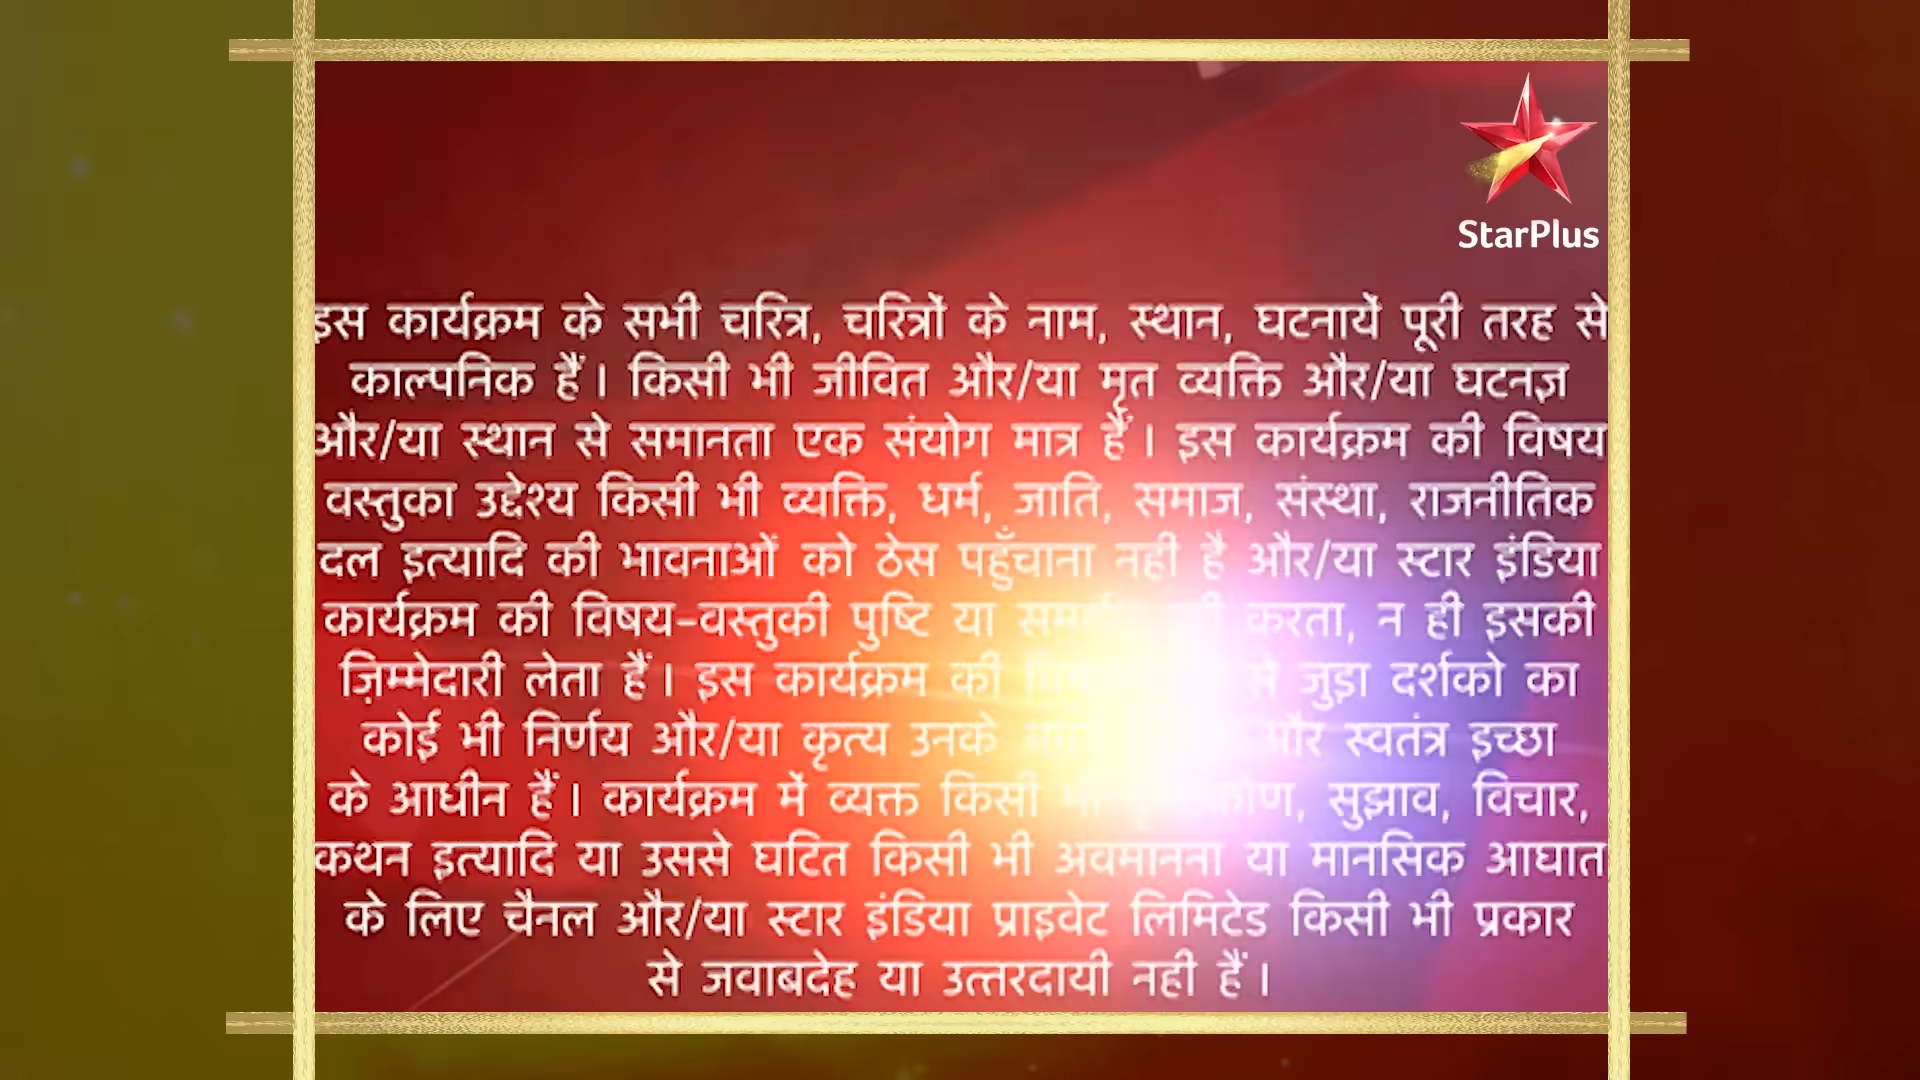 StarPlus
इस कार्यक्रम के सभी चरित्र, चरित्रों के नाम, स्थान, घटनायें पूरी तरह से
काल्पनिक हैं। किसी भी जीवित और/या मृत व्यक्ति और/या घटनज्ञ
और/या स्थान से समानता एक संयोग मात्र हैं। इस कार्यक्रम की विषय
वस्तुका उद्देश्य किसी भी व्यक्ति, धर्म, जाति, समाज, संस्था, राजनीतिक
दल इत्यादि की भावनाओं को ठेस पहुँचाना नही है और/या स्टार इंडिया
कार्यक्रम की विषय-वस्तुकी पुष्टि या करता, न ही इसकी
ज़िम्मेदारी लेता हैं। इस कार्यक्रम की से जुड़ा दर्शको का
कोई भी निर्णय और/या कृत्य उनके और स्वतंत्र इच्छा
के आधीन हैं। कार्यक्रम में व्यक्त किसी सुझाव, विचार,
कथन इत्यादि या उससे घटित किसी भी अवमानना या मानसिक आघात
के लिए चैनल और/या स्टार इंडिया प्राइवेट लिमिटेड किसी भी प्रकार
से जवाबदेह या उत्तरदायी नही हैं।